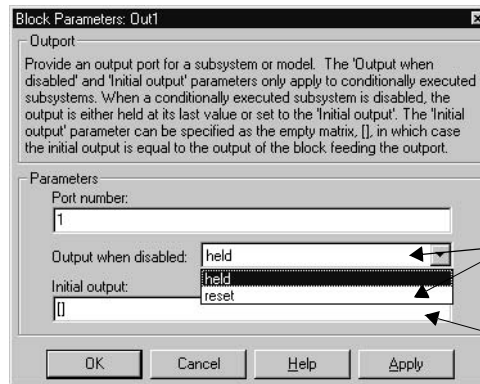 Block Parameters: Out1
Outport
Provide an output port for a subsystem or model. The 'Output when
disabled' and 'Initial output' parameters only apply to conditionally executed
subsystems. When a conditionally executed subsystem is disabled, the
output is either held at its last value or set to the 'Initial output'. The 'Initial
output' parameter can be specified as the empty matrix, [], in which case
the initial output is equal to the output of the block feeding the outport.
Parameters
Port number:
1
Output when disabled: held
held
reset
Initial output:
[]
OK Cancel Help Apply